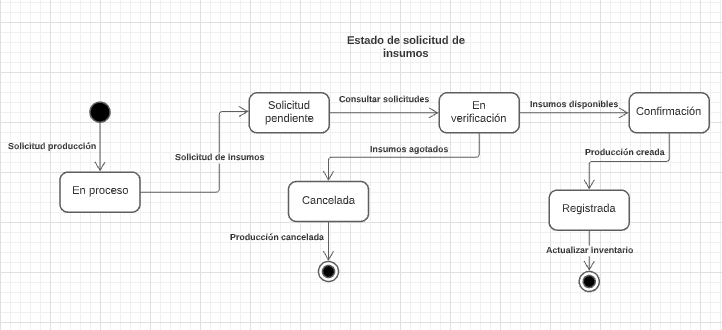 Estado de solicitud de
insumos
Solicitud
pendiente
Consultar solicitudes
En
verificación
Insumos disponibles
Confirmación
Solicitud producción
Solicitud de Insumos
Insumos agotados
Producción creada
En proceso
Cancelada
Registrada
Producción cancelada
Actualizar inventario